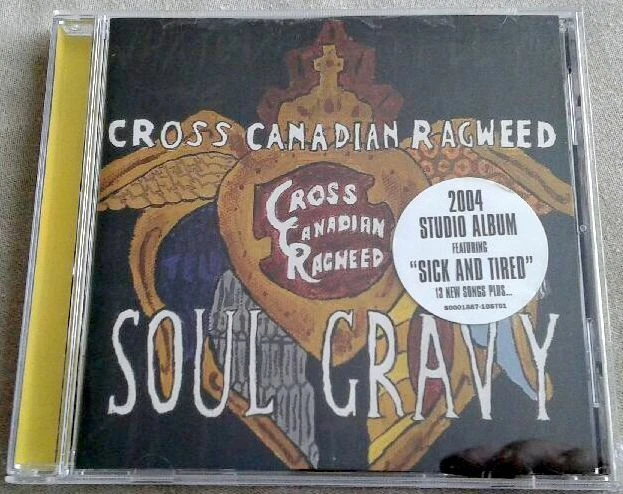 CROSS CANADIAN RAGWEED
CROSS
CANADIAN
RAGWEED
2004
STUDIO ALBUM
FEATURING
"SICK AND TIRED"
13 NEW SONGS PLUS...
SOUL GRAVY